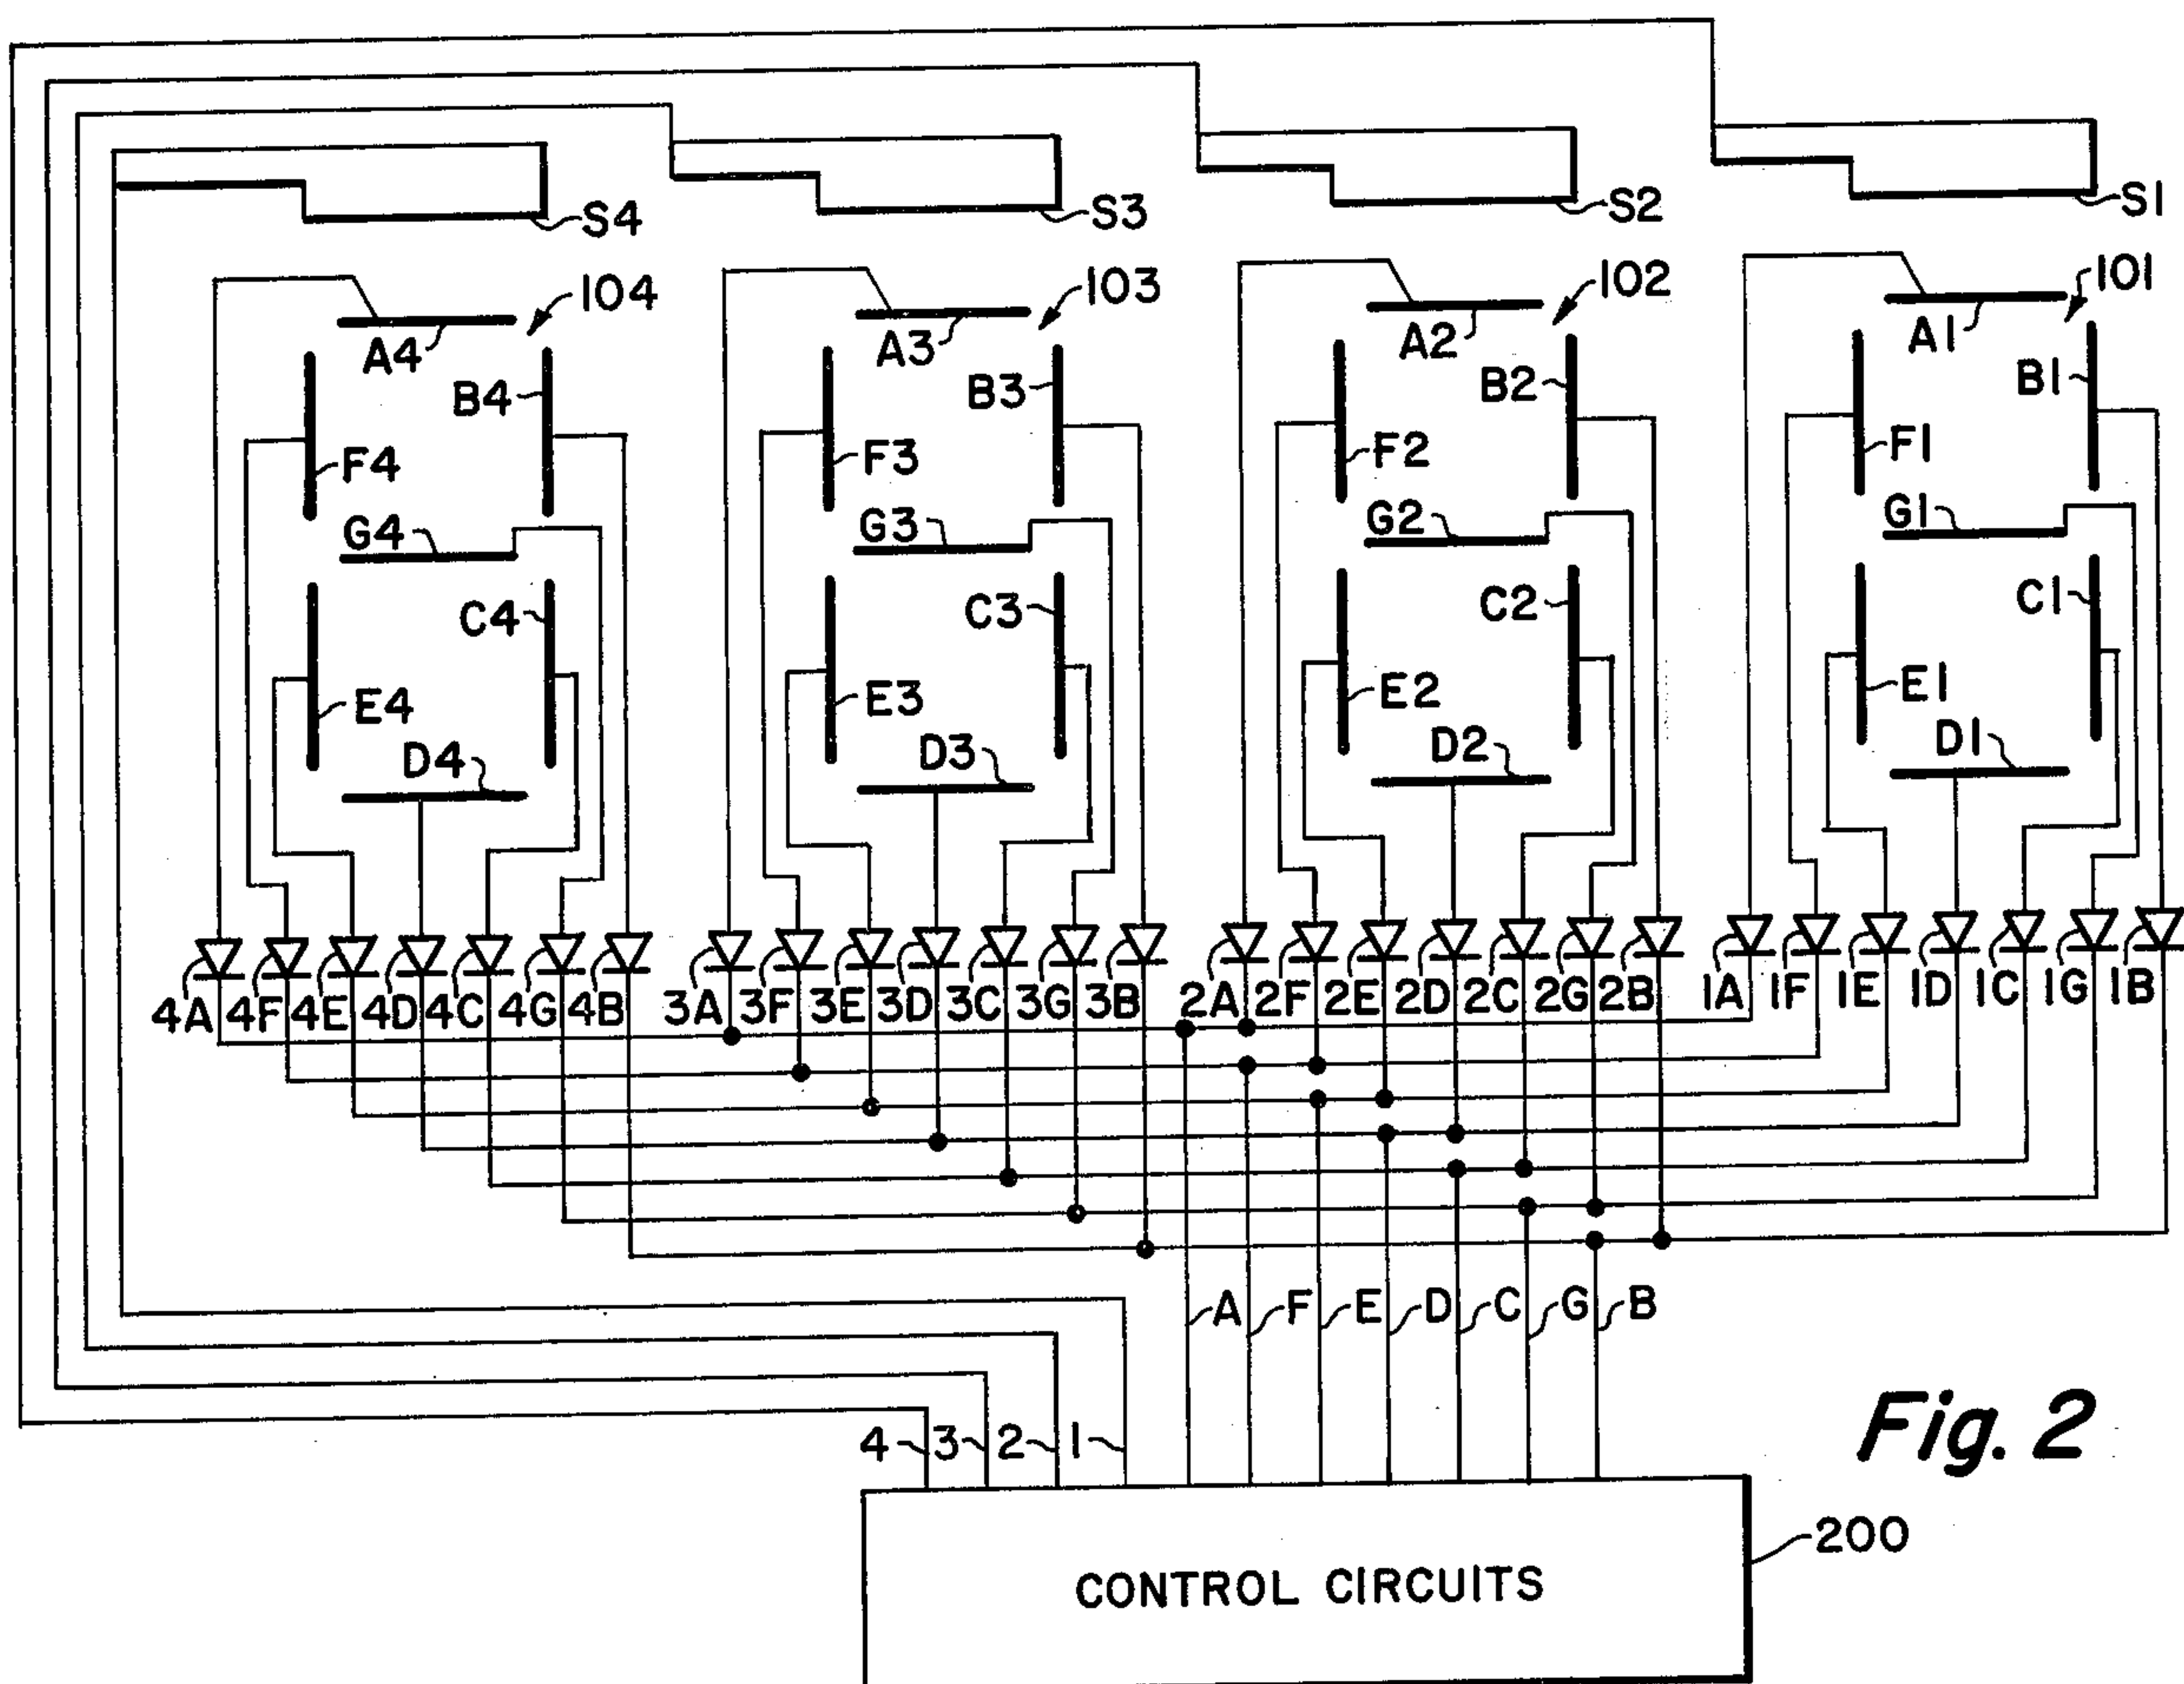 S4 S3 S2 S1
104 103 102 101
A4 A3 A2 A1
B4 B3 B2 B1
F4 F3 F2 F1
G4 G3 G2 G1
C4 C3 C2 C1
E4 E3 E2 E1
D4 D3 D2 D1
4A 4F 4E 4D 4C 4G 4B 3A 3F 3E 3D 3C 3G 3B 2A 2F 2E 2D 2C 2G 2B 1A 1F 1E 1D 1C 1G 1B
A F E D C G B
4 3 2 1
Fig. 2
200
CONTROL CIRCUITS